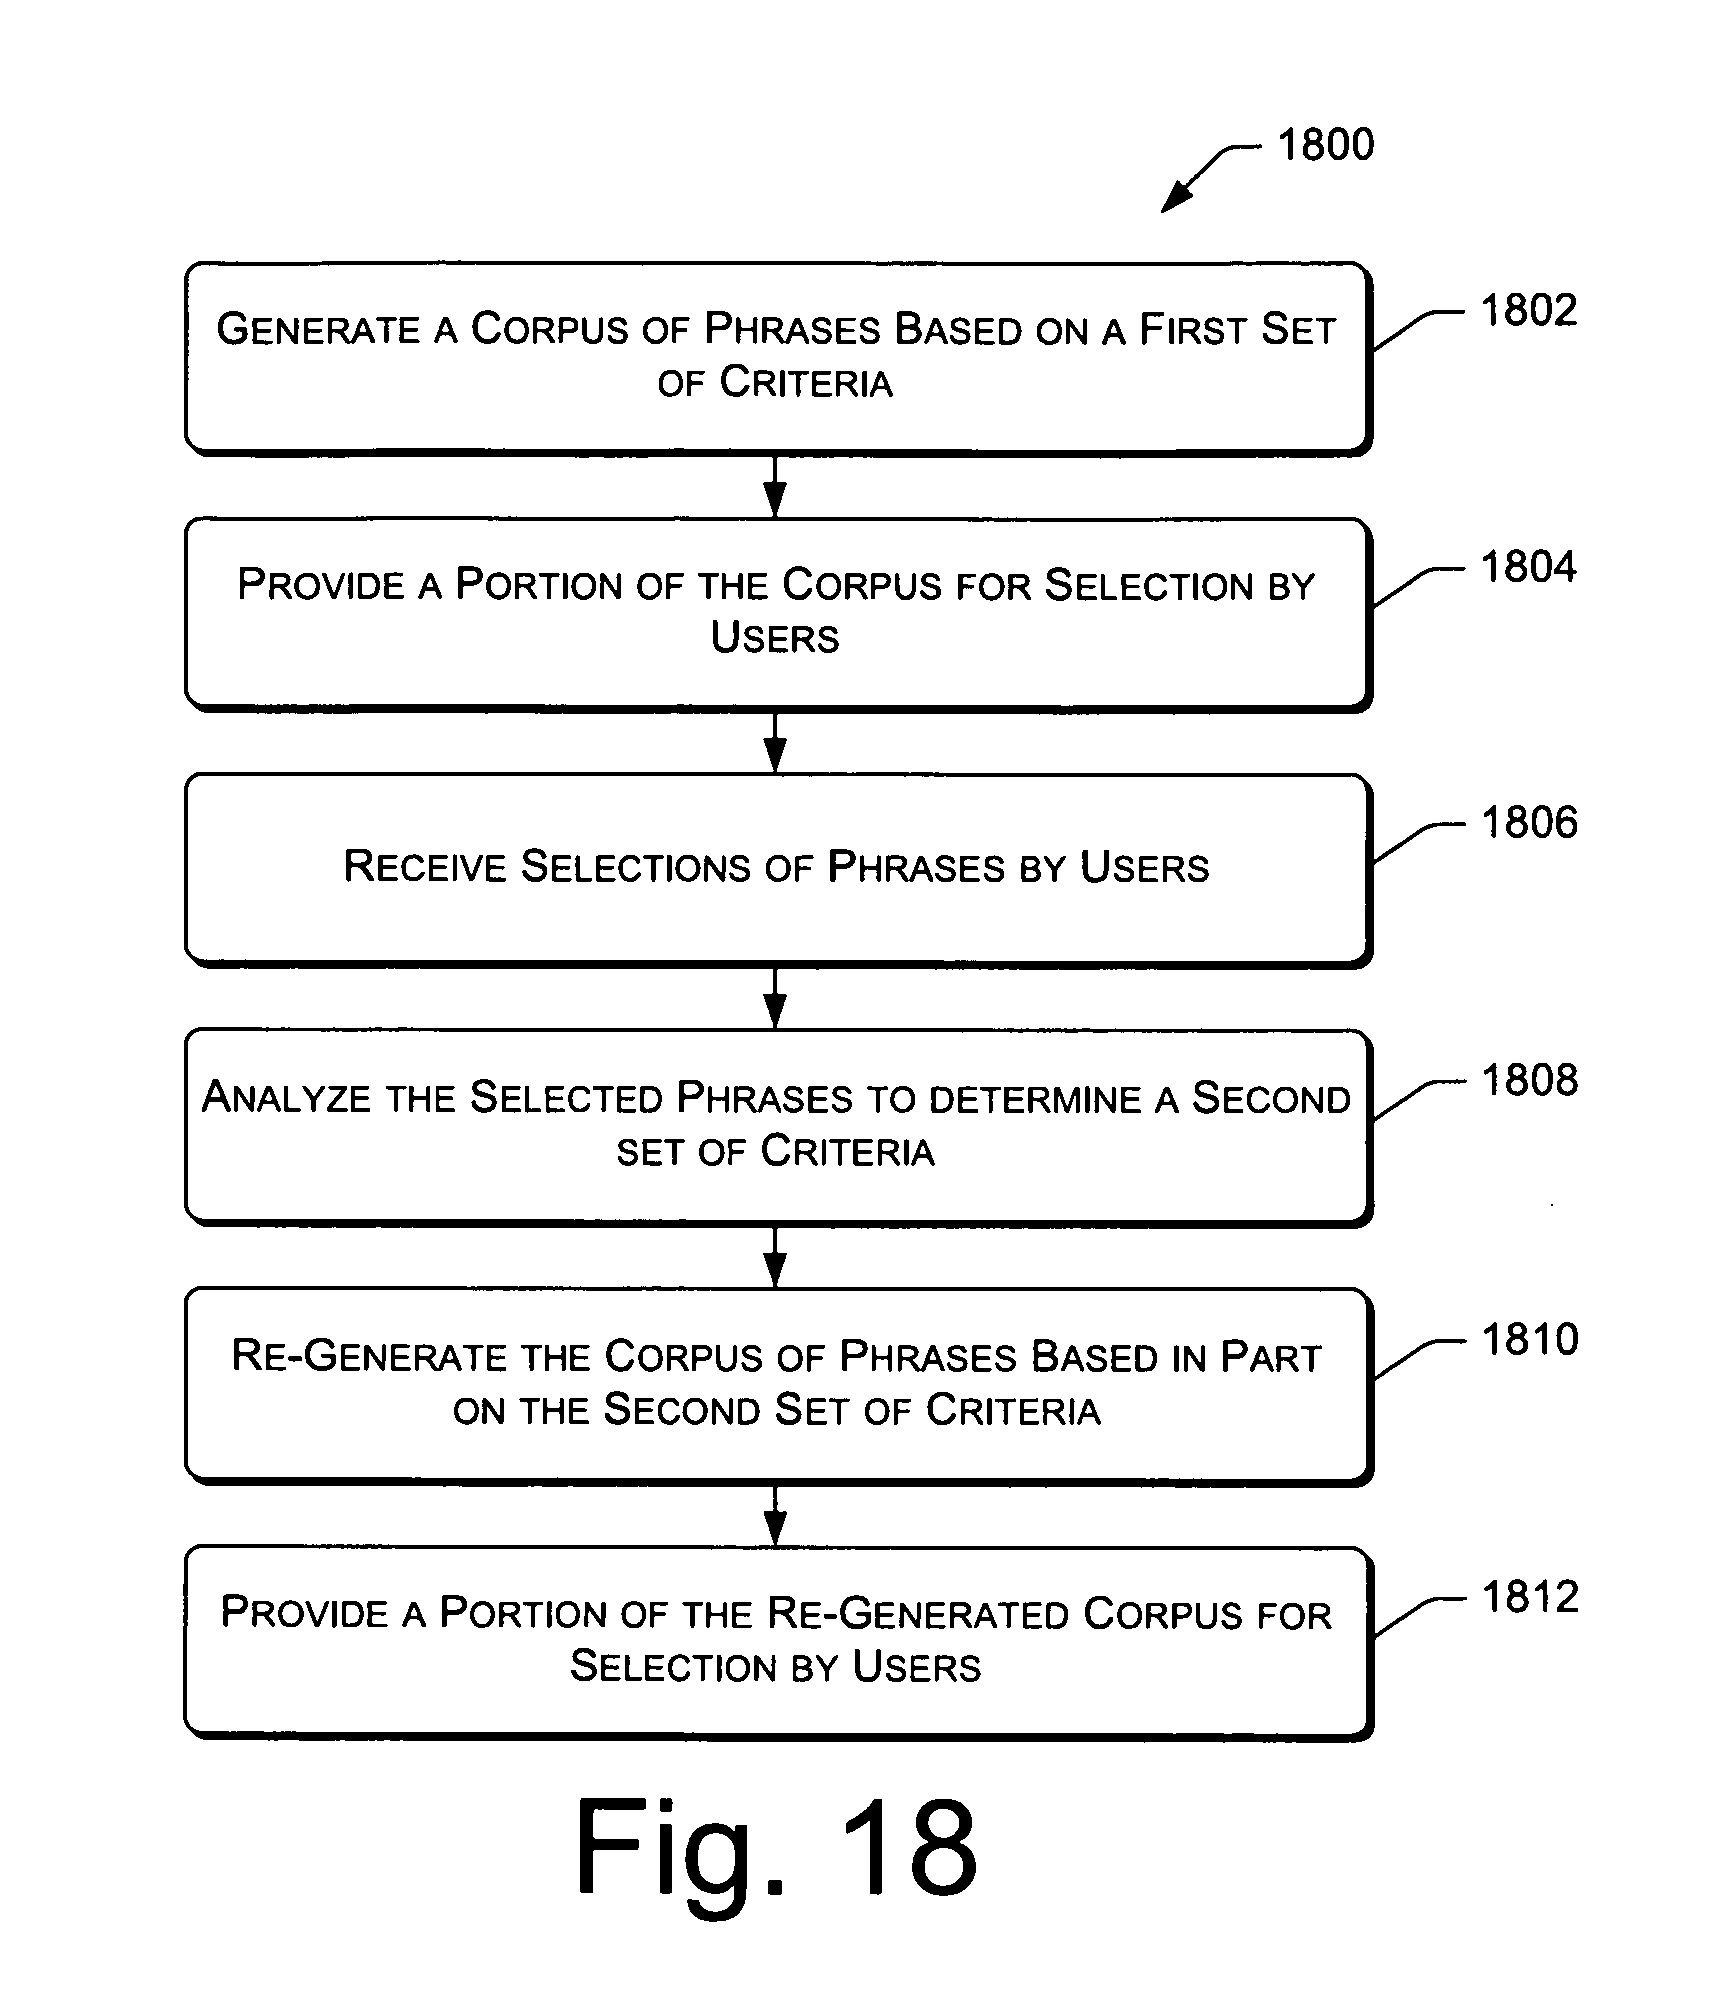 1800
GENERATE A CORPUS OF PHRASES BASED ON A FIRST SET
OF CRITERIA
1802
PROVIDE A PORTION OF THE CORPUS FOR SELECTION BY
USERS
1804
RECEIVE SELECTIONS OF PHRASES BY USERS
1806
ANALYZE THE SELECTED PHRASES TO DETERMINE A SECOND
SET OF CRITERIA
1808
RE-GENERATE THE CORPUS OF PHRASES BASED IN PART
ON THE SECOND SET OF CRITERIA
1810
PROVIDE A PORTION OF THE RE-GENERATED CORPUS FOR
SELECTION BY USERS
1812
Fig. 18